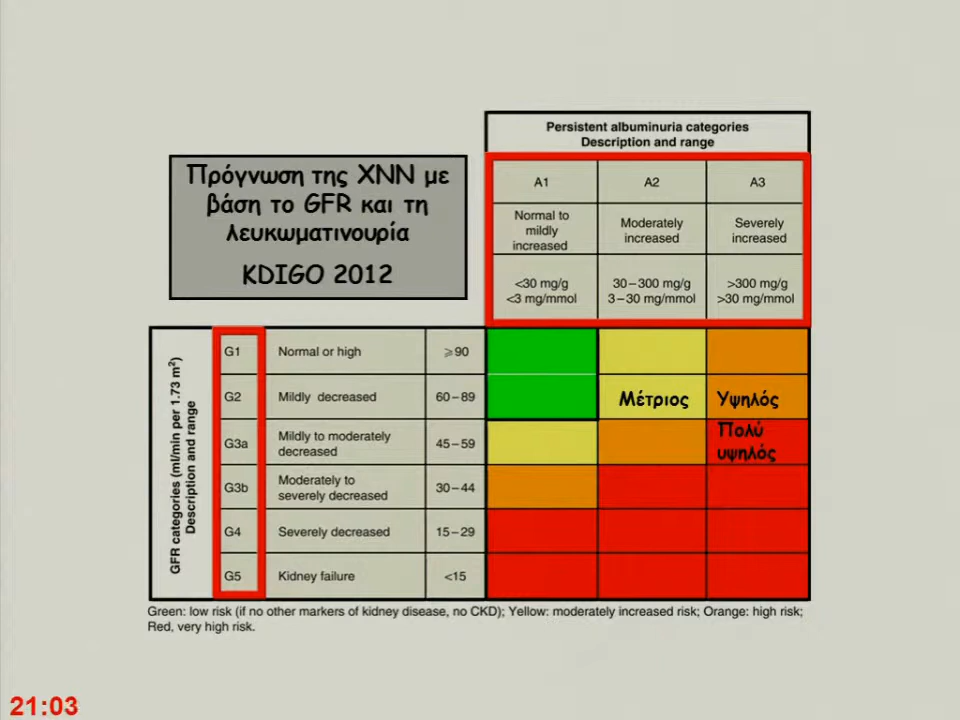 Persistent albuminuria categories
Description and range
Πρόγνωση της ΧΝΝ με
βάση το GFR και τη
λευκωματινουρία
KDIGO 2012
A1
A2
A3
Normal to
mildly
increased
Moderately
increased
Severely
increased
<30 mg/g
<3 mg/mmol
30–300 mg/g
3–30 mg/mmol
>300 mg/g
>30 mg/mmol
GFR categories (ml/min per 1.73 m²)
Description and range
G1
Normal or high
⩾90
G2
Mildly decreased
60–89
Μέτριος
Υψηλός
G3a
Mildly to moderately
decreased
45–59
Πολύ
υψηλός
G3b
Moderately to
severely decreased
30–44
G4
Severely decreased
15–29
G5
Kidney failure
<15
Green: low risk (if no other markers of kidney disease, no CKD); Yellow: moderately increased risk; Orange: high risk;
Red, very high risk.
21:03